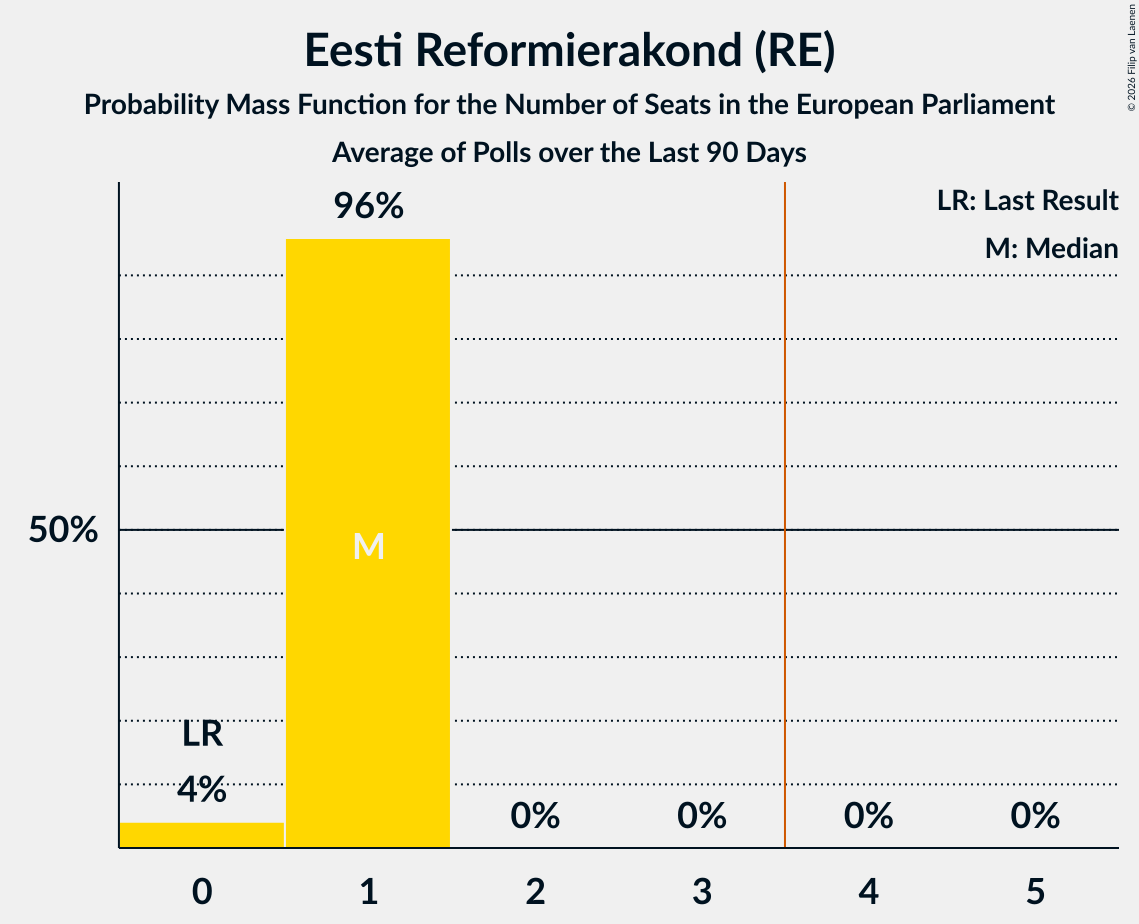 Eesti Reformierakond (RE)
Probability Mass Function for the Number of Seats in the European Parliament
Average of Polls over the Last 90 Days
© 2026 Filip van Laenen
LR: Last Result
M: Median
96%
50%
M
LR
4%
0%
0%
0%
0%
0
1
2
3
4
5